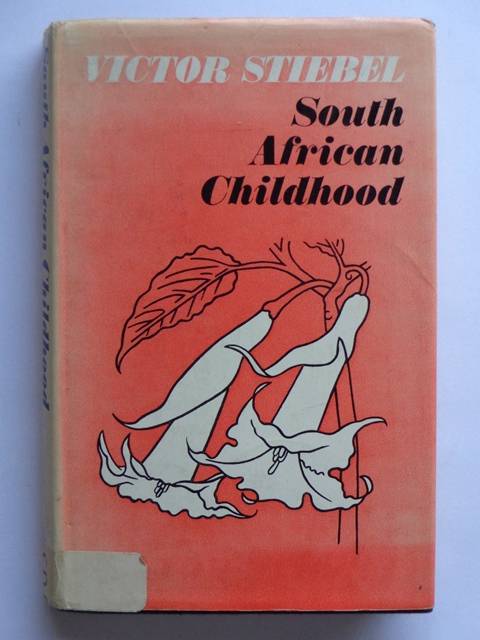 VICTOR STIEBEL
South
African
Childhood
South African Childhood